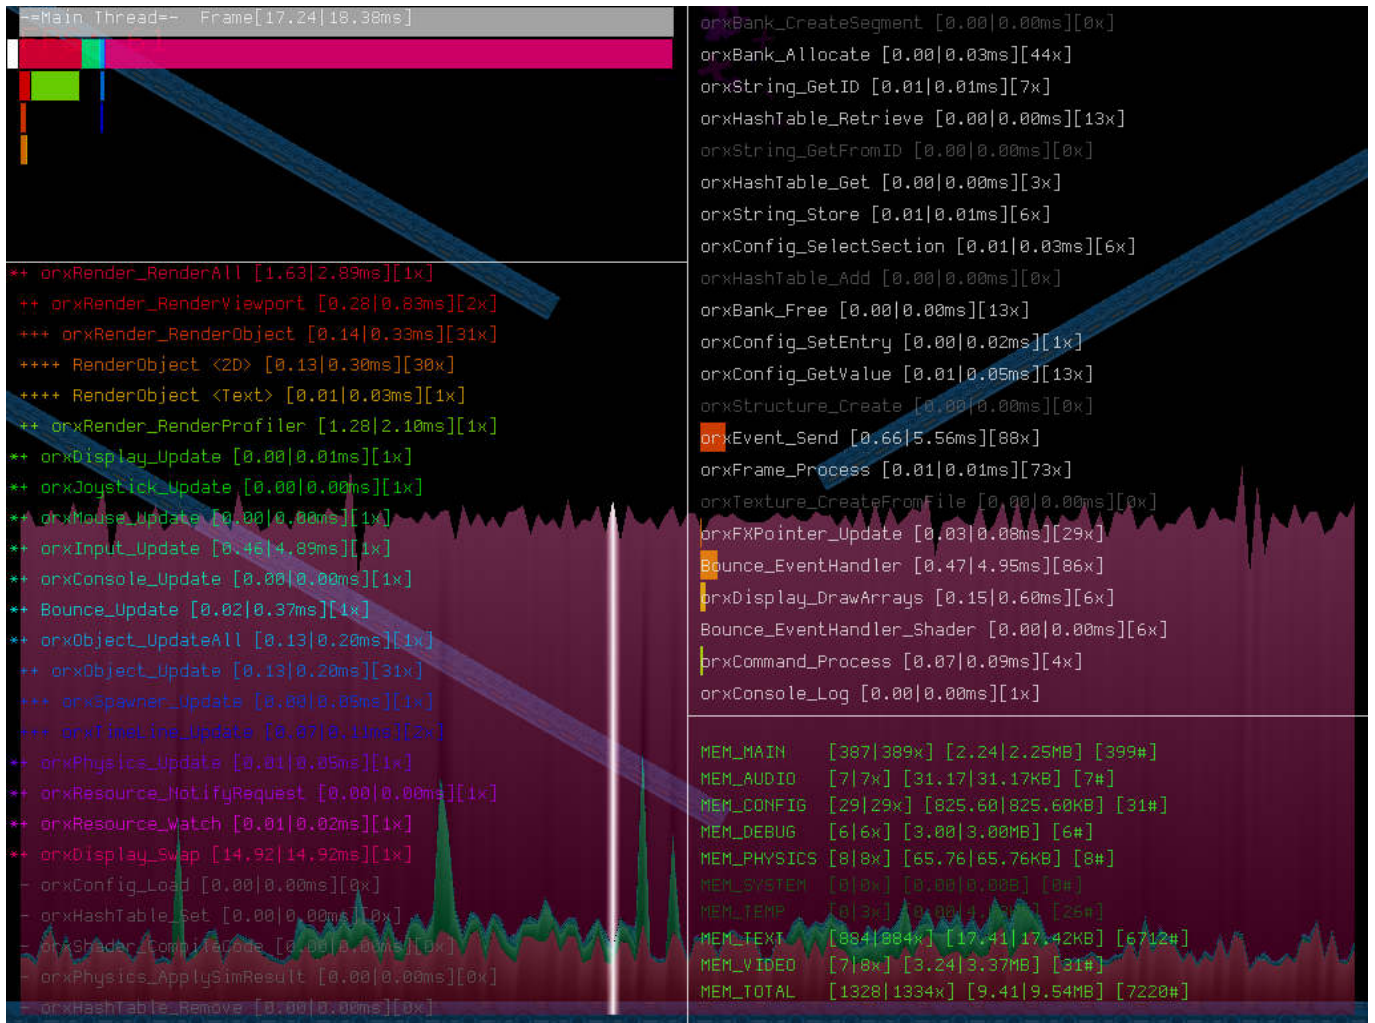 -=Main Thread=-  Frame[17.24|18.38ms]
*+ orxRender_RenderAll [1.63|2.89ms][1x]
++ orxRender_RenderViewport [0.28|0.83ms][2x]
+++ orxRender_RenderObject [0.14|0.33ms][31x]
++++ RenderObject <2D> [0.13|0.30ms][30x]
++++ RenderObject <Text> [0.01|0.03ms][1x]
++ orxRender_RenderProfiler [1.28|2.10ms][1x]
*+ orxDisplay_Update [0.00|0.01ms][1x]
*+ orxJoystick_Update [0.00|0.00ms][1x]
*+ orxMouse_Update [0.00|0.00ms][1x]
*+ orxInput_Update [0.46|4.89ms][1x]
*+ orxConsole_Update [0.00|0.00ms][1x]
*+ Bounce_Update [0.02|0.37ms][1x]
*+ orxObject_UpdateAll [0.13|0.20ms][1x]
++ orxObject_Update [0.13|0.20ms][31x]
+++ orxSpawner_Update [0.00|0.05ms][1x]
+++ orxTimeLine_Update [0.07|0.11ms][2x]
*+ orxPhysics_Update [0.01|0.05ms][1x]
*+ orxResource_NotifyRequest [0.00|0.00ms][1x]
*+ orxResource_Watch [0.01|0.02ms][1x]
*+ orxDisplay_Swap [14.92|14.92ms][1x]
- orxConfig_Load [0.00|0.00ms][0x]
- orxHashTable_Set [0.00|0.00ms][0x]
- orxShader_CompileCode [0.00|0.00ms][0x]
- orxPhysics_ApplySimResult [0.00|0.00ms][0x]
- orxHashTable_Remove [0.00|0.00ms][0x]
orxBank_CreateSegment [0.00|0.00ms][0x]
orxBank_Allocate [0.00|0.03ms][44x]
orxString_GetID [0.01|0.01ms][7x]
orxHashTable_Retrieve [0.00|0.00ms][13x]
orxString_GetFromID [0.00|0.00ms][0x]
orxHashTable_Get [0.00|0.00ms][3x]
orxString_Store [0.01|0.01ms][6x]
orxConfig_SelectSection [0.01|0.03ms][6x]
orxHashTable_Add [0.00|0.00ms][0x]
orxBank_Free [0.00|0.00ms][13x]
orxConfig_SetEntry [0.00|0.02ms][1x]
orxConfig_GetValue [0.01|0.05ms][13x]
orxStructure_Create [0.00|0.00ms][0x]
orxEvent_Send [0.66|5.56ms][88x]
orxFrame_Process [0.01|0.01ms][73x]
orxTexture_CreateFromFile [0.00|0.00ms][0x]
orxFXPointer_Update [0.03|0.08ms][29x]
Bounce_EventHandler [0.47|4.95ms][86x]
orxDisplay_DrawArrays [0.15|0.60ms][6x]
Bounce_EventHandler_Shader [0.00|0.00ms][6x]
orxCommand_Process [0.07|0.09ms][4x]
orxConsole_Log [0.00|0.00ms][1x]
MEM_MAIN [387|389x] [2.24|2.25MB] [399#]
MEM_AUDIO [7|7x] [31.17|31.17KB] [7#]
MEM_CONFIG [29|29x] [825.60|825.60KB] [31#]
MEM_DEBUG [6|6x] [3.00|3.00MB] [6#]
MEM_PHYSICS [8|8x] [65.76|65.76KB] [8#]
MEM_SYSTEM [0|0x] [0.00|0.00B] [0#]
MEM_TEMP [0|3x] [26#]
MEM_TEXT [884|884x] [17.41|17.42KB] [6712#]
MEM_VIDEO [7|8x] [3.24|3.37MB] [31#]
MEM_TOTAL [1328|1334x] [9.41|9.54MB] [7220#]